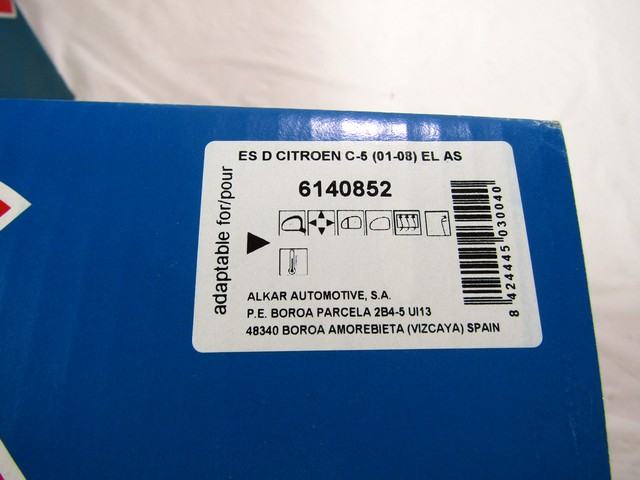 ES D CITROEN C-5 (01-08) EL AS
6140852
adaptable for/pour
ALKAR AUTOMOTIVE, S.A.
P.E. BOROA PARCELA 2B4-5 UI13
48340 BOROA AMOREBIETA (VIZCAYA) SPAIN
8 424445 030040